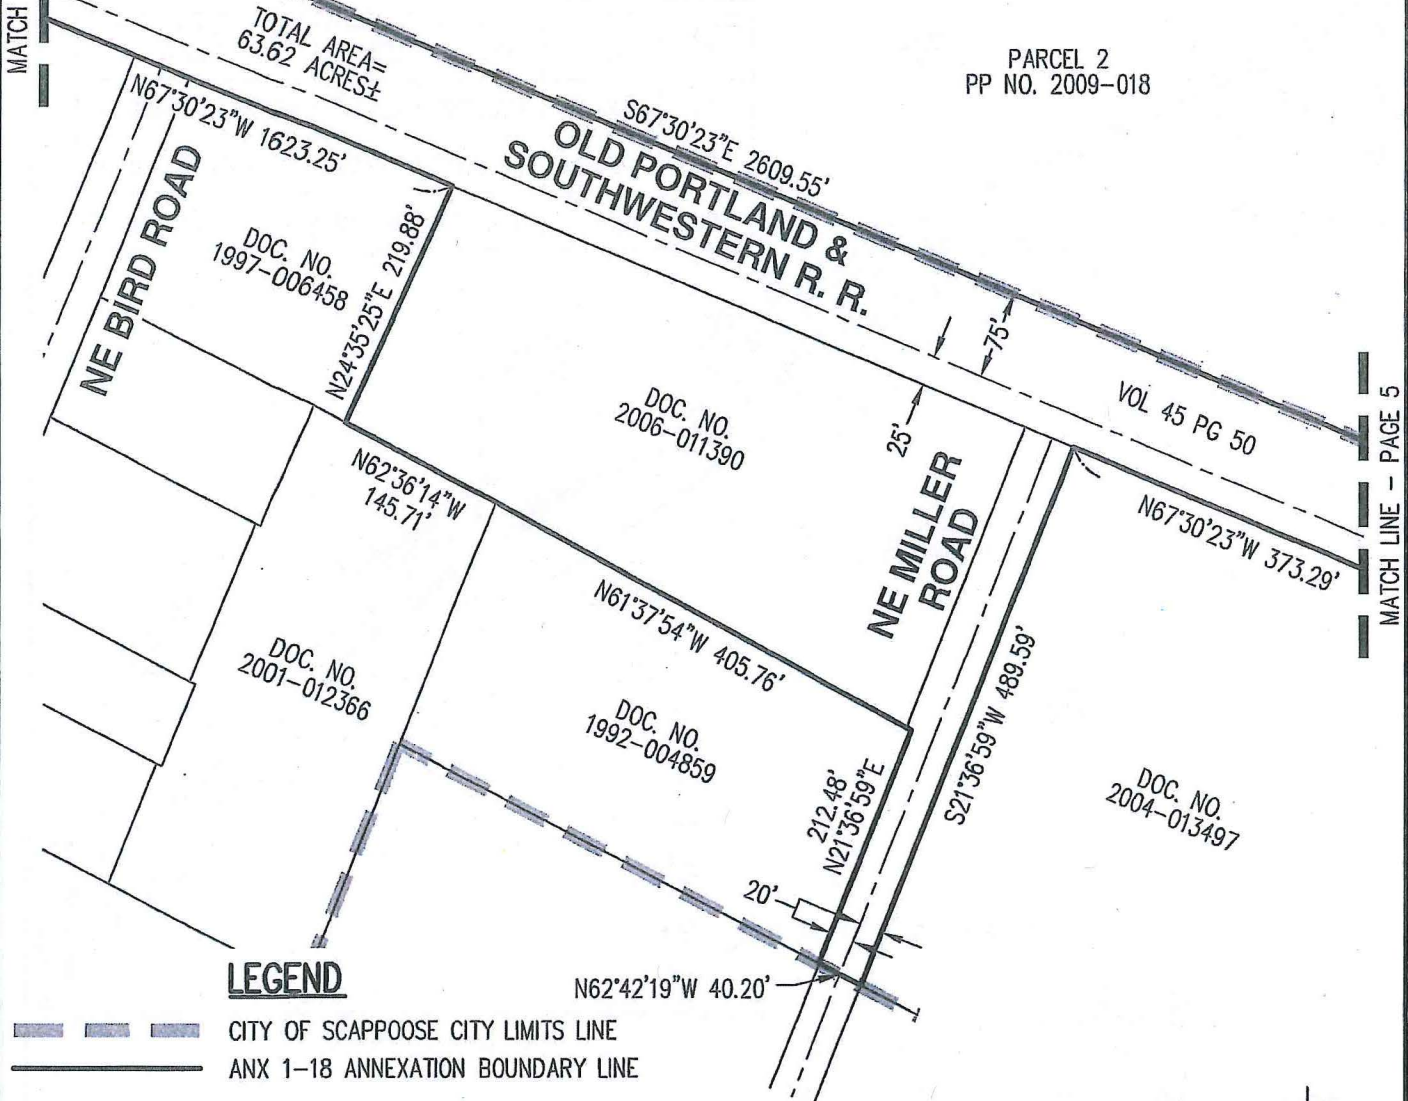 MATCH
TOTAL AREA=
63.62 ACRES±
PARCEL 2
PP NO. 2009-018
N67°30'23"W 1623.25'
S67°30'23"E 2609.55'
OLD PORTLAND &
SOUTHWESTERN R. R.
NE BIRD ROAD
DOC. NO.
1997-006458
N24°35'25"E 219.88'
75'
VOL 45 PG 50
MATCH LINE - PAGE 5
DOC. NO.
2006-011390
25'
NE MILLER
ROAD
N62°36'14"W
145.71'
N67°30'23"W 373.29'
N61°37'54"W 405.76'
DOC. NO.
2001-012366
S21°36'59"W 489.59'
DOC. NO.
1992-004859
DOC. NO.
2004-013497
212.48'
N21°36'59"E
20'
N62°42'19"W 40.20'
LEGEND
CITY OF SCAPPOOSE CITY LIMITS LINE
ANX 1-18 ANNEXATION BOUNDARY LINE